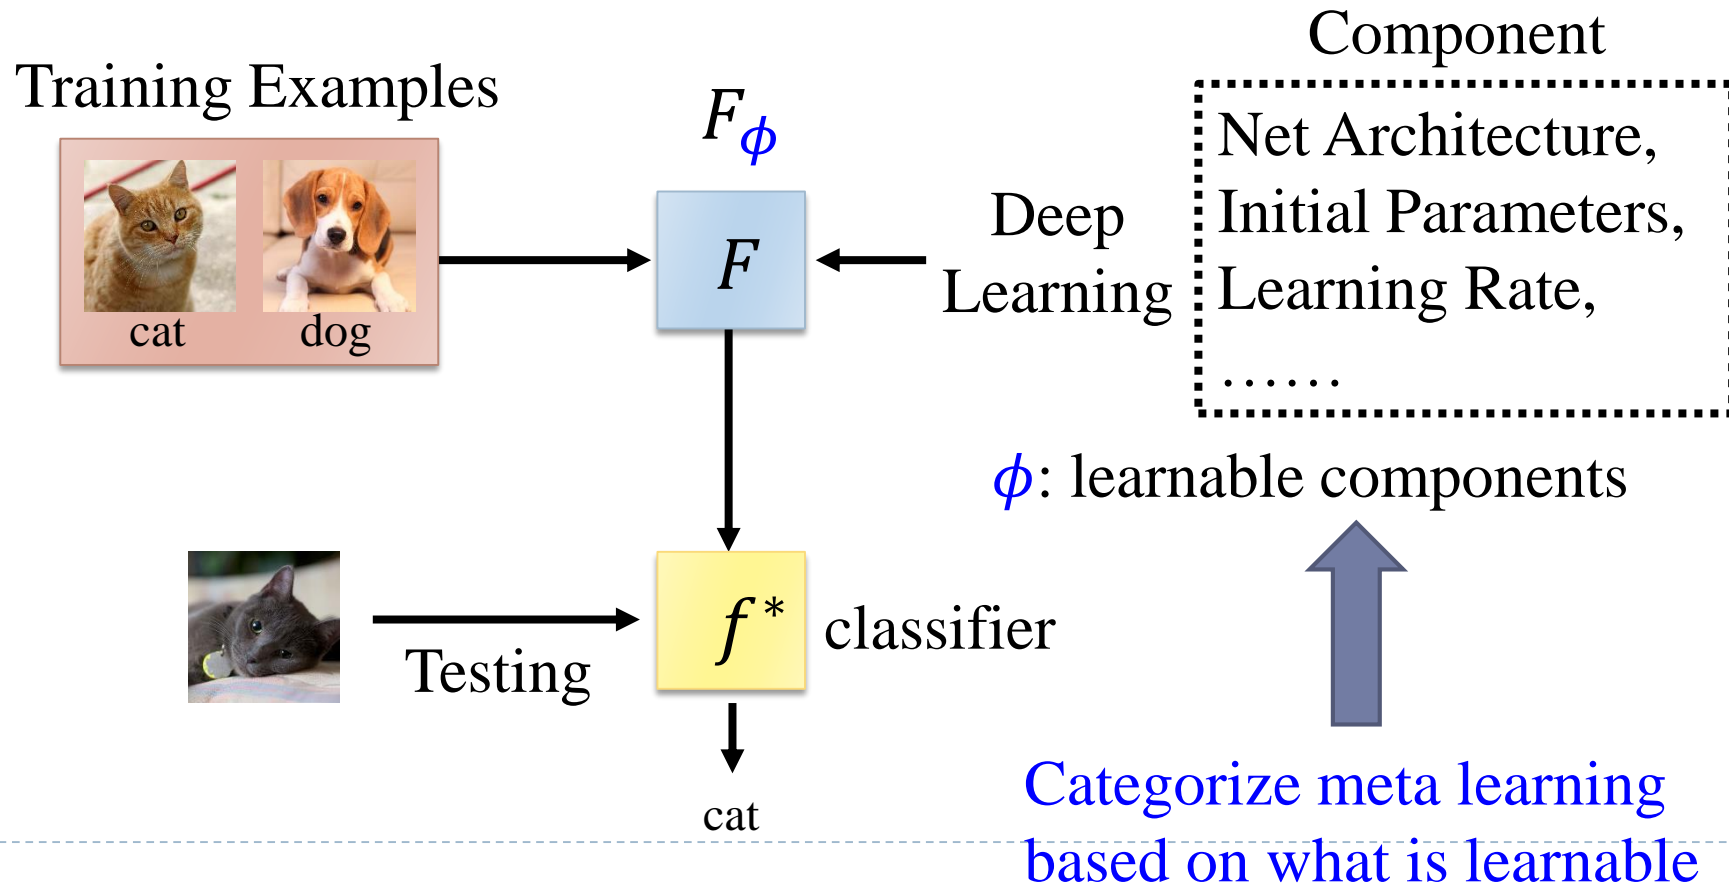 Component
Training Examples
F_ϕ
Net Architecture,
Initial Parameters,
Learning Rate,
……
Deep
Learning
F
cat
dog
ϕ: learnable components
f*
classifier
Testing
cat
Categorize meta learning
based on what is learnable